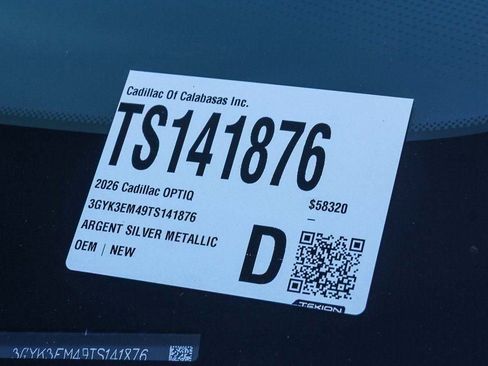 Cadillac Of Calabasas Inc.
TS141876
2026 Cadillac OPTIQ
$58320
3GYK3EM49TS141876
–
ARGENT SILVER METALLIC
OEM | NEW
D
TEKION
3GYK3EM49TS141876